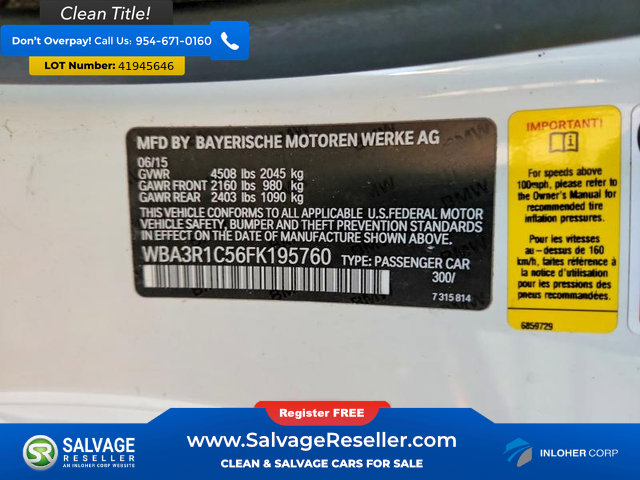 Clean Title!
Don't Overpay! Call Us: 954-671-0160
LOT Number: 41945646
MFD BY BAYERISCHE MOTOREN WERKE AG
06/15
GVWR 4508 lbs 2045 kg
GAWR FRONT 2160 lbs 980 kg
GAWR REAR 2403 lbs 1090 kg
THIS VEHICLE CONFORMS TO ALL APPLICABLE U.S.FEDERAL MOTOR
VEHICLE SAFETY, BUMPER AND THEFT PREVENTION STANDARDS
IN EFFECT ON THE DATE OF MANUFACTURE SHOWN ABOVE.
WBA3R1C56FK195760 TYPE: PASSENGER CAR
300/
7315814
IMPORTANT!
For speeds above
100mph, please refer to
the Owner's Manual for
recommended tire
inflation pressures.
Pour les vitesses
au-dessus de 160
km/h, faites référence à
la notice d'utilisation
pour les pressions des
pneus recommandées.
6859729
Register FREE
SR
SALVAGE
RESELLER
AN INLOHER CORP WEBSITE
www.SalvageReseller.com
CLEAN & SALVAGE CARS FOR SALE
INLOHER CORP